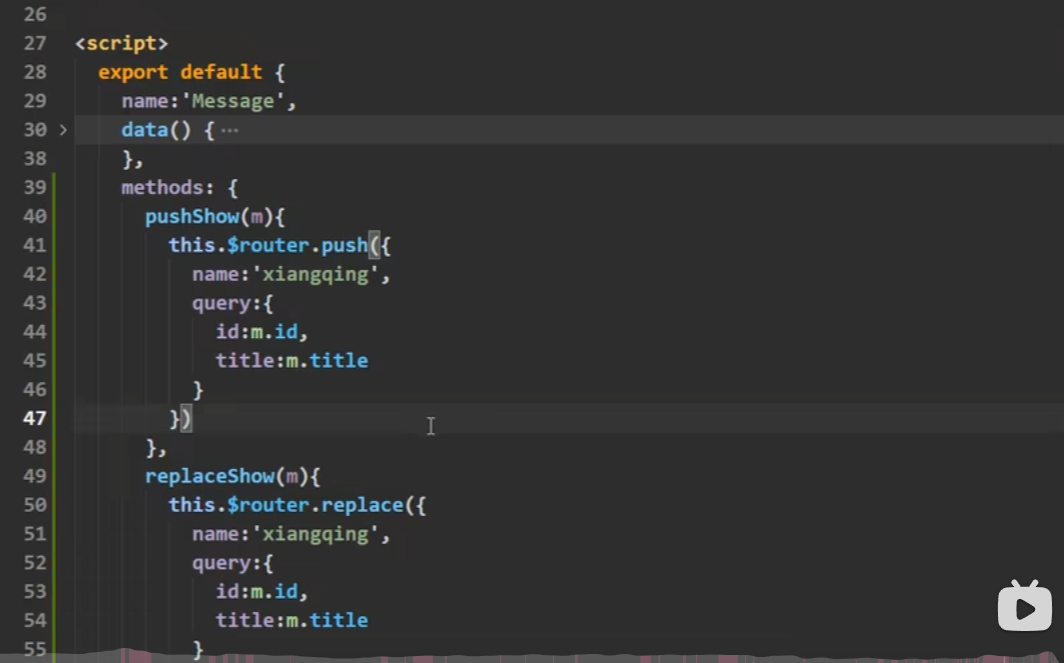 26
27 <script>
28 export default {
29 name:'Message',
30 > data() { ···
38 },
39 methods: {
40 pushShow(m){
41 this.$router.push({
42 name:'xiangqing',
43 query:{
44 id:m.id,
45 title:m.title
46 }
47 })
48 },
49 replaceShow(m){
50 this.$router.replace({
51 name:'xiangqing',
52 query:{
53 id:m.id,
54 title:m.title
55 }